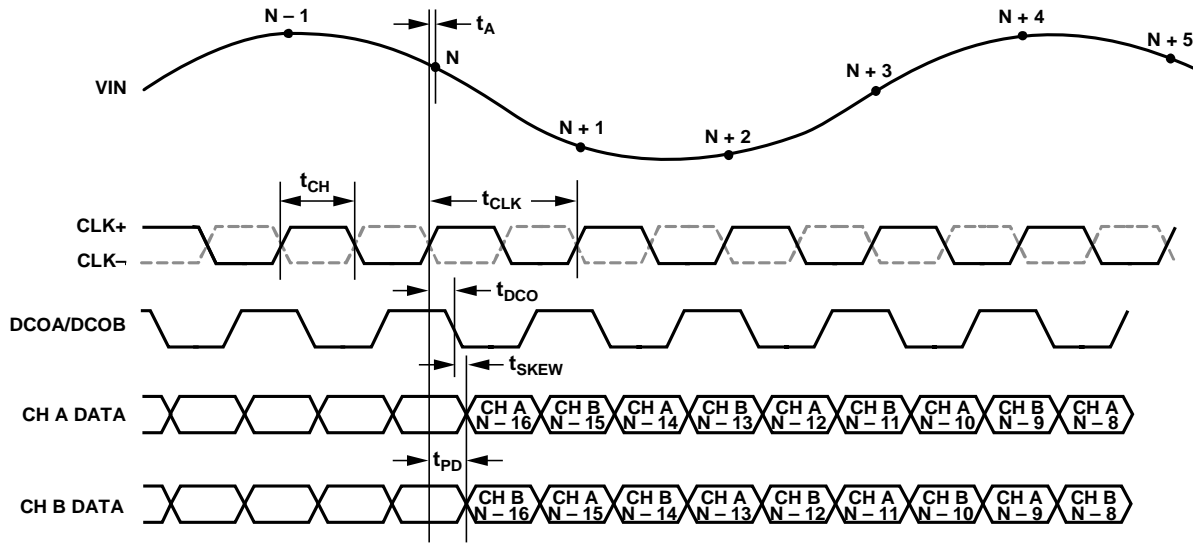 N – 1
t_A
N
VIN
N + 1
N + 2
N + 3
N + 4
N + 5
t_CH
t_CLK
CLK+
CLK–
t_DCO
DCOA/DCOB
t_SKEW
CH A DATA
CH A N – 16
CH B N – 15
CH A N – 14
CH B N – 13
CH A N – 12
CH B N – 11
CH A N – 10
CH B N – 9
CH A N – 8
t_PD
CH B DATA
CH B N – 16
CH A N – 15
CH B N – 14
CH A N – 13
CH B N – 12
CH A N – 11
CH B N – 10
CH A N – 9
CH B N – 8